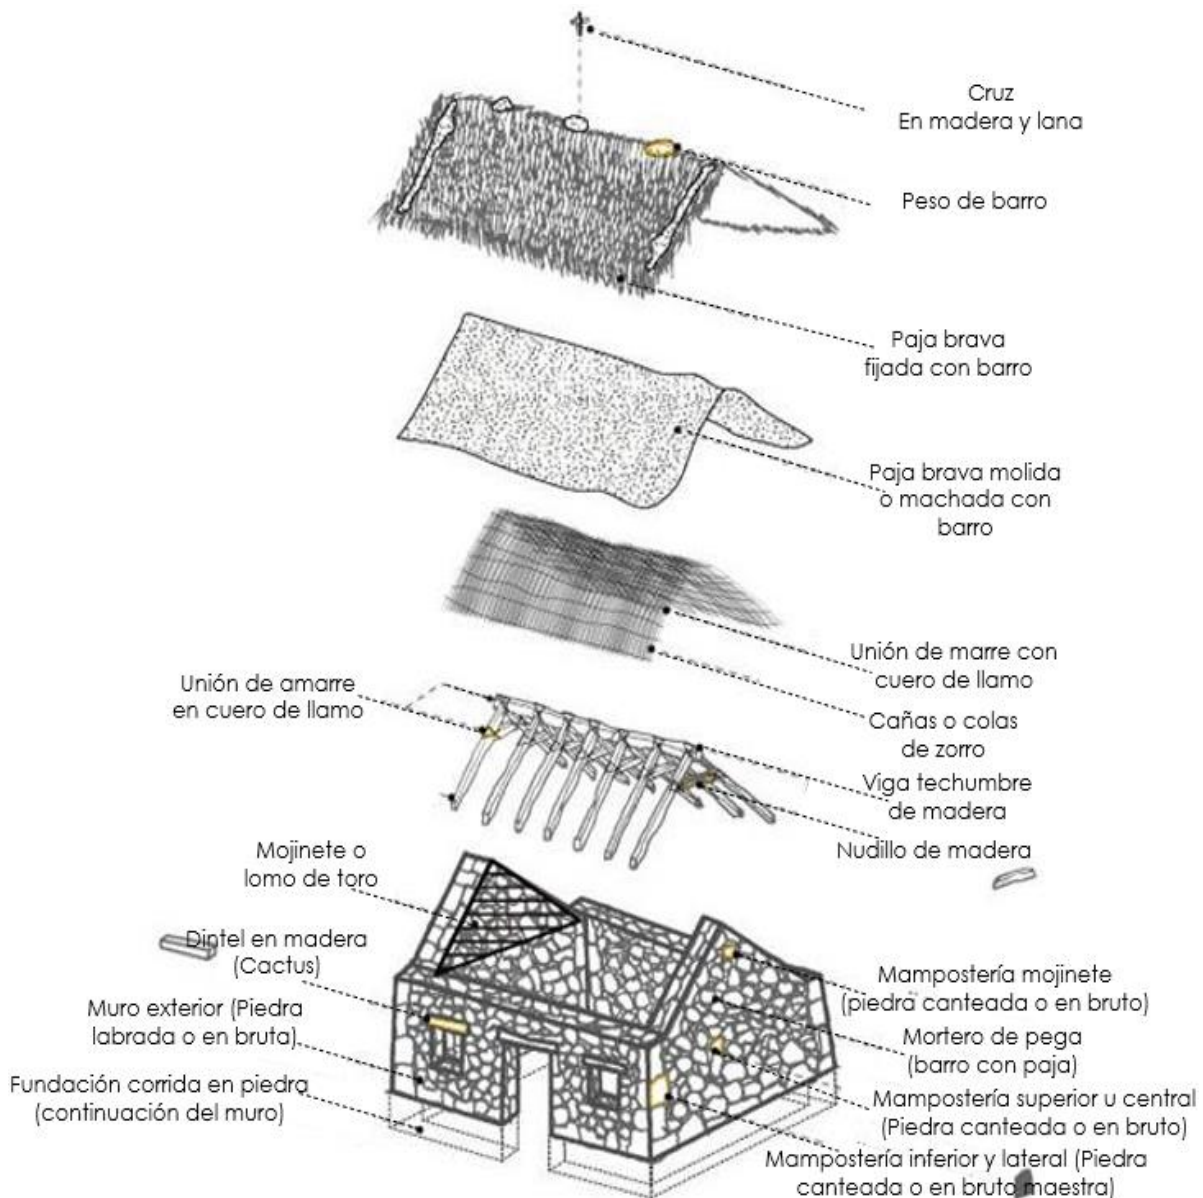 Cruz
En madera y lana
Peso de barro
Paja brava
fijada con barro
Paja brava molida
o machada con
barro
Unión de marre con
cuero de llamo
Unión de amarre
en cuero de llamo
Cañas o colas
de zorro
Viga techumbre
de madera
Nudillo de madera
Mojinete o
lomo de toro
Dintel en madera
(Cactus)
Muro exterior (Piedra
labrada o en bruta)
Fundación corrida en piedra
(continuación del muro)
Mampostería mojinete
(piedra canteada o en bruto)
Mortero de pega
(barro con paja)
Mampostería superior u central
(Piedra canteada o en bruto)
Mampostería inferior y lateral (Piedra
canteada o en bruto maestra)